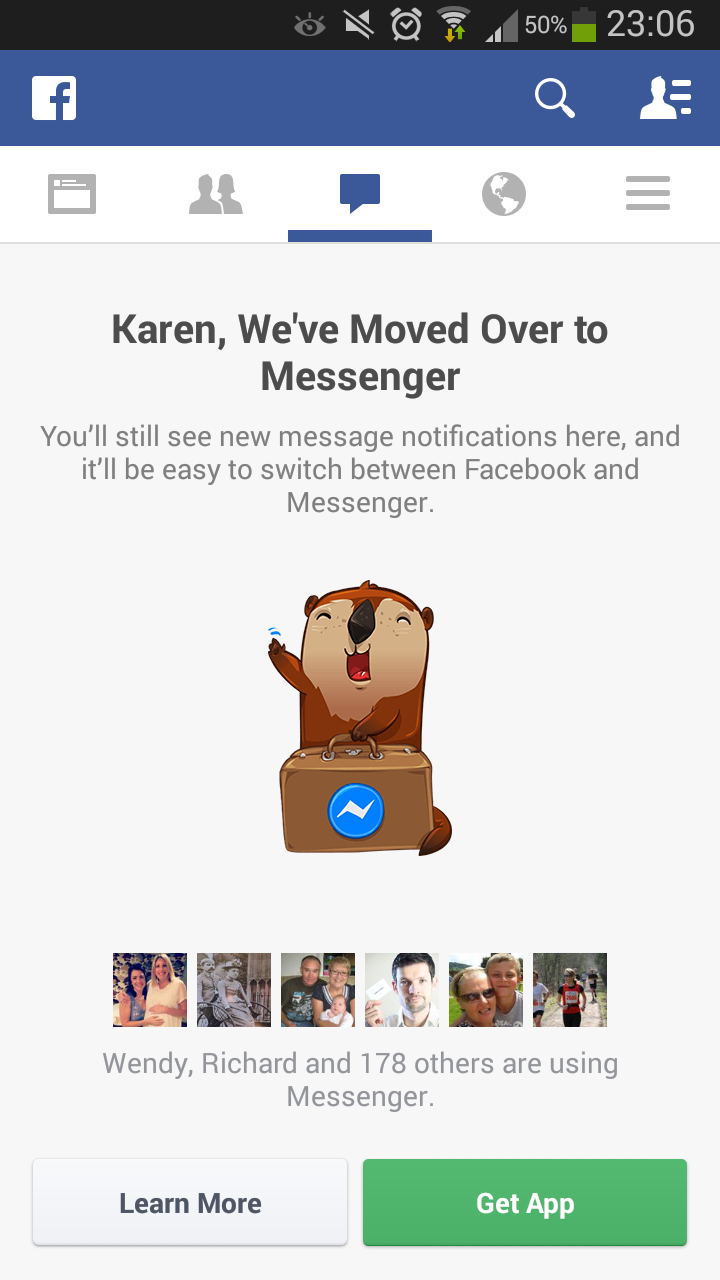 50% 23:06
Karen, We've Moved Over to
Messenger
You’ll still see new message notifications here, and
it’ll be easy to switch between Facebook and
Messenger.
Wendy, Richard and 178 others are using
Messenger.
Learn More
Get App